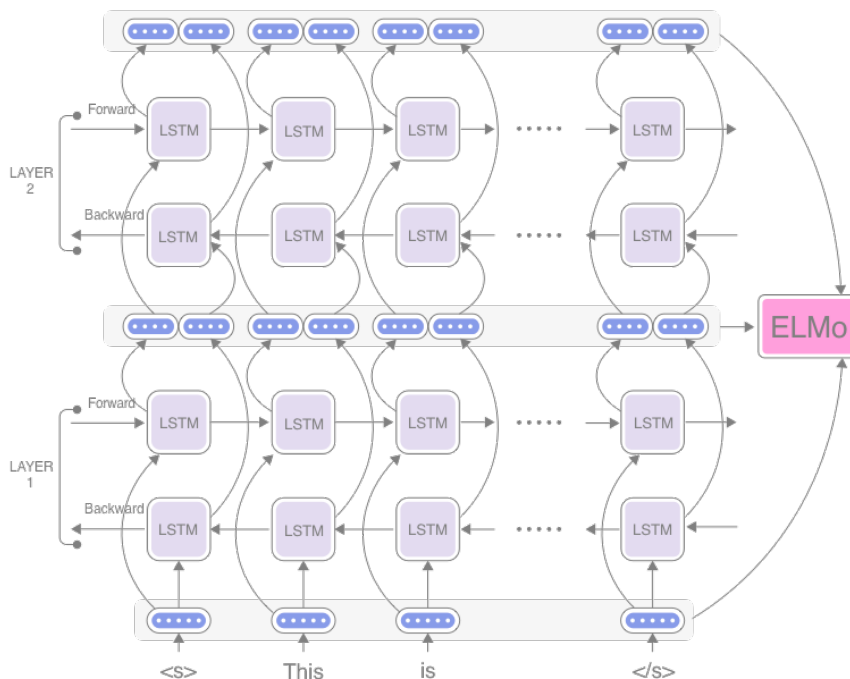 Forward
LSTM LSTM LSTM LSTM
LAYER
2
Backward
LSTM LSTM LSTM LSTM
ELMo
Forward
LSTM LSTM LSTM LSTM
LAYER
1
Backward
LSTM LSTM LSTM LSTM
<s> This is </s>